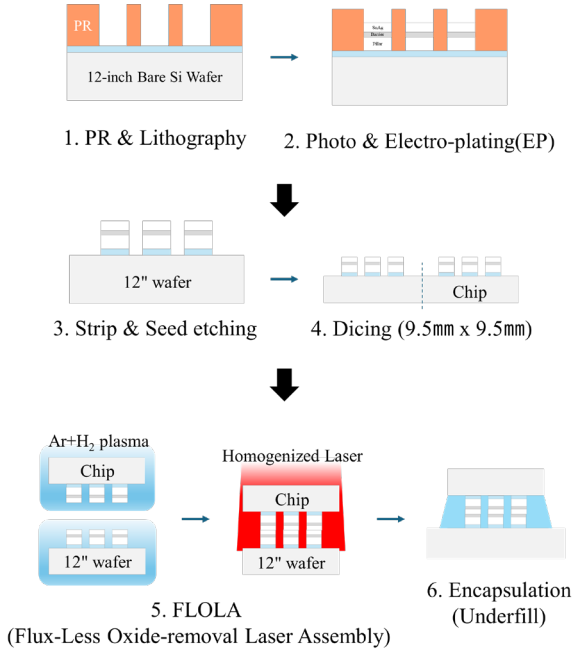 PR
12-inch Bare Si Wafer
1. PR & Lithography
Solder
Barrier
Pillar
2. Photo & Electro-plating(EP)
12" wafer
3. Strip & Seed etching
Chip
4. Dicing (9.5㎜ x 9.5㎜)
Ar+H₂ plasma
Chip
12" wafer
Homogenized Laser
Chip
12" wafer
5. FLOLA
(Flux-Less Oxide-removal Laser Assembly)
6. Encapsulation
(Underfill)